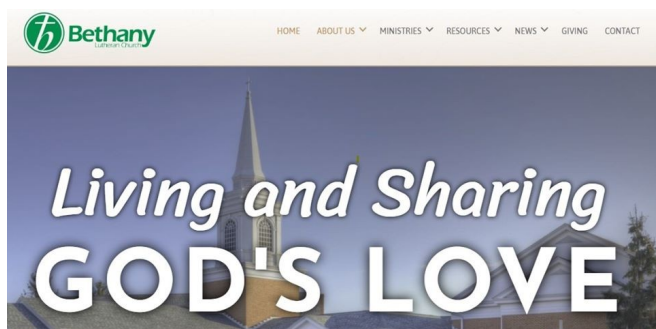 Bethany
Lutheran Church
HOME ABOUT US MINISTRIES RESOURCES NEWS GIVING CONTACT
Living and Sharing
GOD'S LOVE